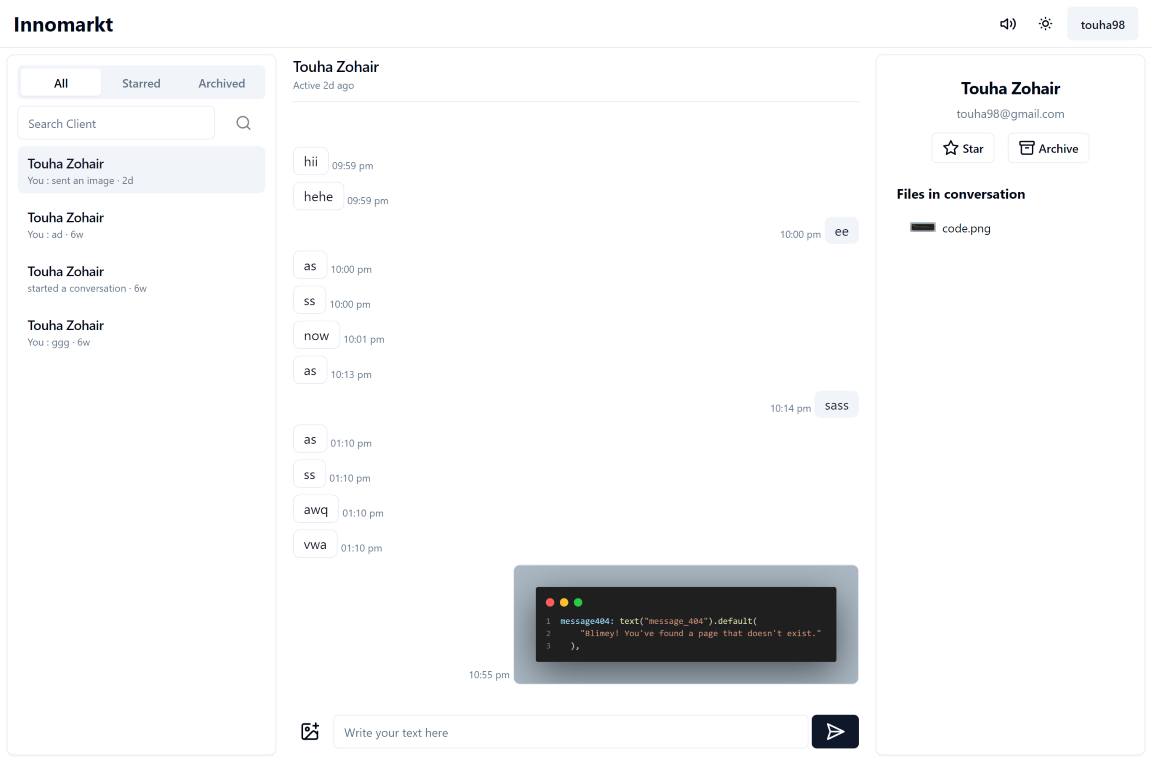 Innomarkt
touha98
All Starred Archived
Search Client
Touha Zohair
You : sent an image · 2d
Touha Zohair
You : ad · 6w
Touha Zohair
started a conversation · 6w
Touha Zohair
You : ggg · 6w
Touha Zohair
Active 2d ago
hii 09:59 pm
hehe 09:59 pm
10:00 pm ee
as 10:00 pm
ss 10:00 pm
now 10:01 pm
as 10:13 pm
10:14 pm sass
as 01:10 pm
ss 01:10 pm
awq 01:10 pm
vwa 01:10 pm
1 message404: text("message_404").default(
2 "Blimey! You've found a page that doesn't exist."
3 ),
10:55 pm
Write your text here
Touha Zohair
touha98@gmail.com
Star Archive
Files in conversation
code.png